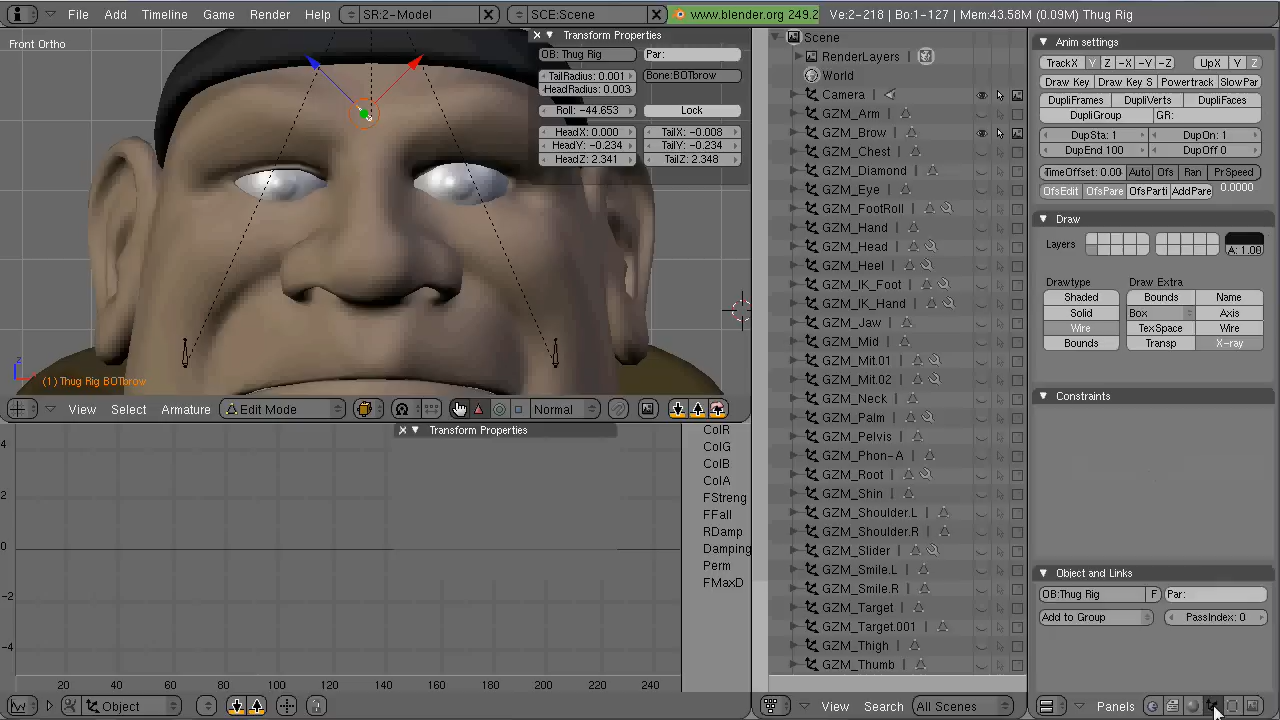 File Add Timeline Game Render Help SR:2-Model SCE:Scene www.blender.org 249.2 Ve:2-218 | Bo:1-127 | Mem:43.58M (0.09M) Thug Rig
Front Ortho
Transform Properties
OB: Thug Rig Par:
TailRadius: 0.001 Bone:BOTbrow
HeadRadius: 0.003
Roll: -44.653 Lock
HeadX: 0.000 TailX: -0.008
HeadY: -0.234 TailY: -0.234
HeadZ: 2.341 TailZ: 2.348
z
(1) Thug Rig BOTbrow
View Select Armature Edit Mode Normal
Transform Properties
4
2
0
-2
-4
20 40 60 80 100 120 140 160 180 200 220 240
ColR
ColG
ColB
ColA
FStreng
FFall
RDamp
Damping
Perm
FMaxD
Object
Scene
RenderLayers
World
Camera
GZM_Arm
GZM_Brow
GZM_Chest
GZM_Diamond
GZM_Eye
GZM_FootRoll
GZM_Hand
GZM_Head
GZM_Heel
GZM_IK_Foot
GZM_IK_Hand
GZM_Jaw
GZM_Mid
GZM_Mit.01
GZM_Mit.02
GZM_Neck
GZM_Palm
GZM_Pelvis
GZM_Phon-A
GZM_Root
GZM_Shin
GZM_Shoulder.L
GZM_Shoulder.R
GZM_Slider
GZM_Smile.L
GZM_Smile.R
GZM_Target
GZM_Target.001
GZM_Thigh
GZM_Thumb
View Search All Scenes
Anim settings
TrackX Y Z -X -Y -Z UpX Y Z
Draw Key Draw Key S Powertrack SlowPar
DupliFrames DupliVerts DupliFaces
DupliGroup GR:
DupSta: 1 DupOn: 1
DupEnd 100 DupOff 0
TimeOffset: 0.00 Auto Ofs Ran PrSpeed
OfsEdit OfsPare OfsParti AddPare 0.0000
Draw
Layers A: 1.00
Drawtype Draw Extra
Shaded Bounds Name
Solid Box Axis
Wire TexSpace Wire
Bounds Transp X-ray
Constraints
Object and Links
OB:Thug Rig F Par:
Add to Group PassIndex: 0
Panels